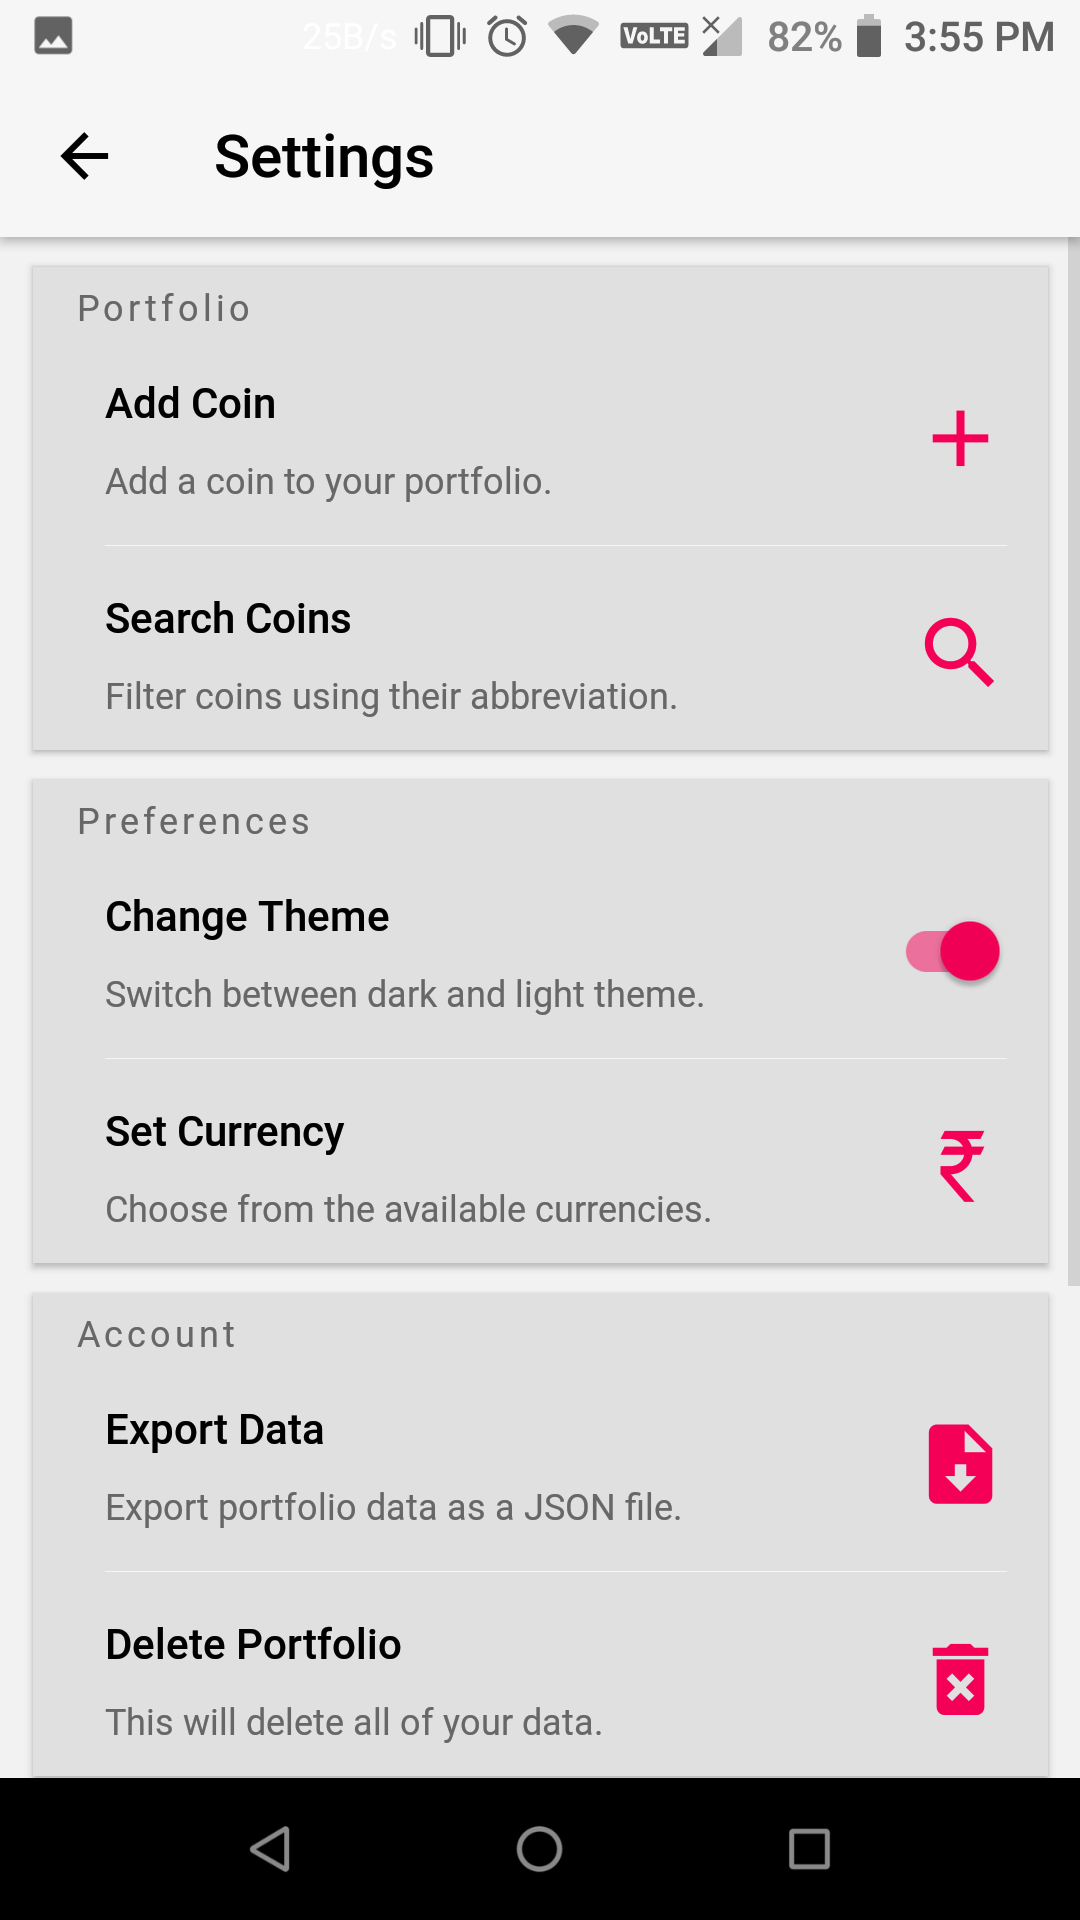 25B/s VoLTE 82% 3:55 PM
Settings
Portfolio
Add Coin
Add a coin to your portfolio.
Search Coins
Filter coins using their abbreviation.
Preferences
Change Theme
Switch between dark and light theme.
Set Currency
₹
Choose from the available currencies.
Account
Export Data
Export portfolio data as a JSON file.
Delete Portfolio
This will delete all of your data.